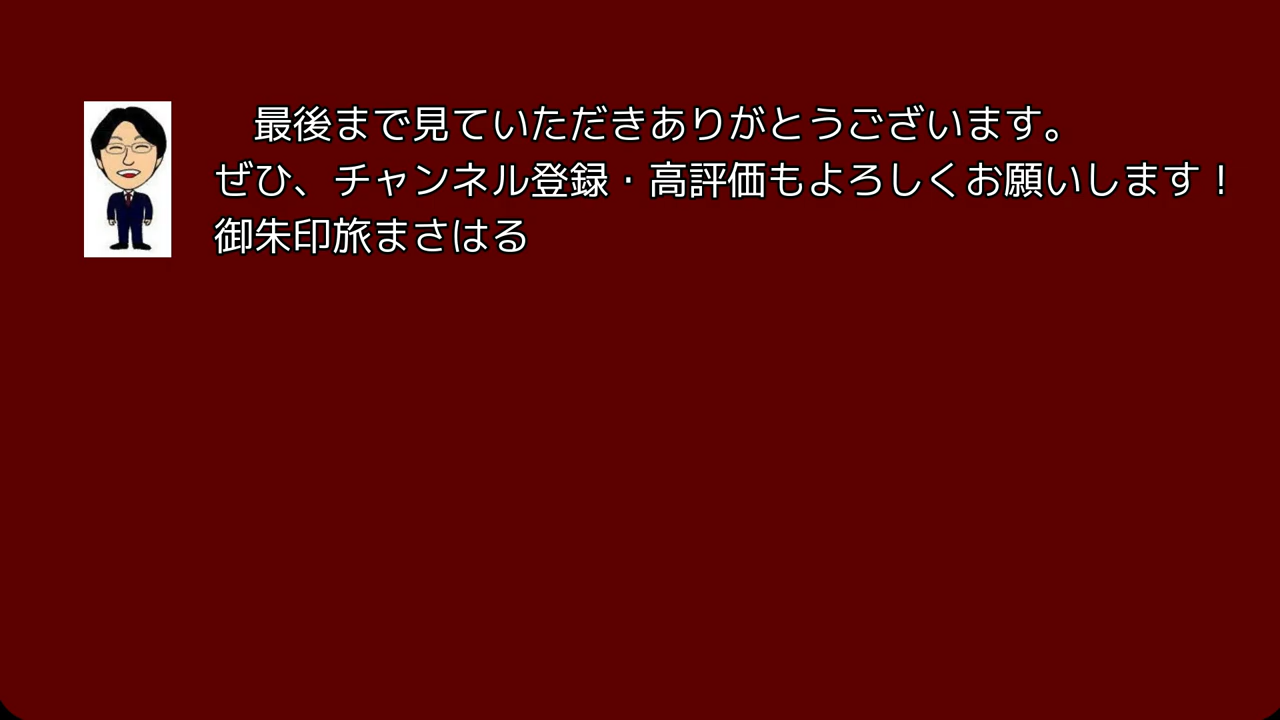 最後まで見ていただきありがとうございます。
ぜひ、チャンネル登録・高評価もよろしくお願いします！
御朱印旅まさはる